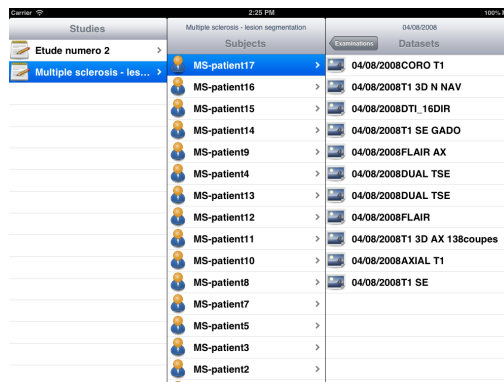 Carrier
2:25 PM
100%
Studies
Etude numero 2
Multiple sclerosis - les...
Multiple sclerosis - lesion segmentation
Subjects
MS-patient17
MS-patient16
MS-patient15
MS-patient14
MS-patient9
MS-patient4
MS-patient13
MS-patient12
MS-patient11
MS-patient10
MS-patient8
MS-patient7
MS-patient5
MS-patient3
MS-patient2
04/08/2008
Examinations
Datasets
04/08/2008CORO T1
04/08/2008T1 3D N NAV
04/08/2008DTI_16DIR
04/08/2008T1 SE GADO
04/08/2008FLAIR AX
04/08/2008DUAL TSE
04/08/2008DUAL TSE
04/08/2008FLAIR
04/08/2008T1 3D AX 138coupes
04/08/2008AXIAL T1
04/08/2008T1 SE